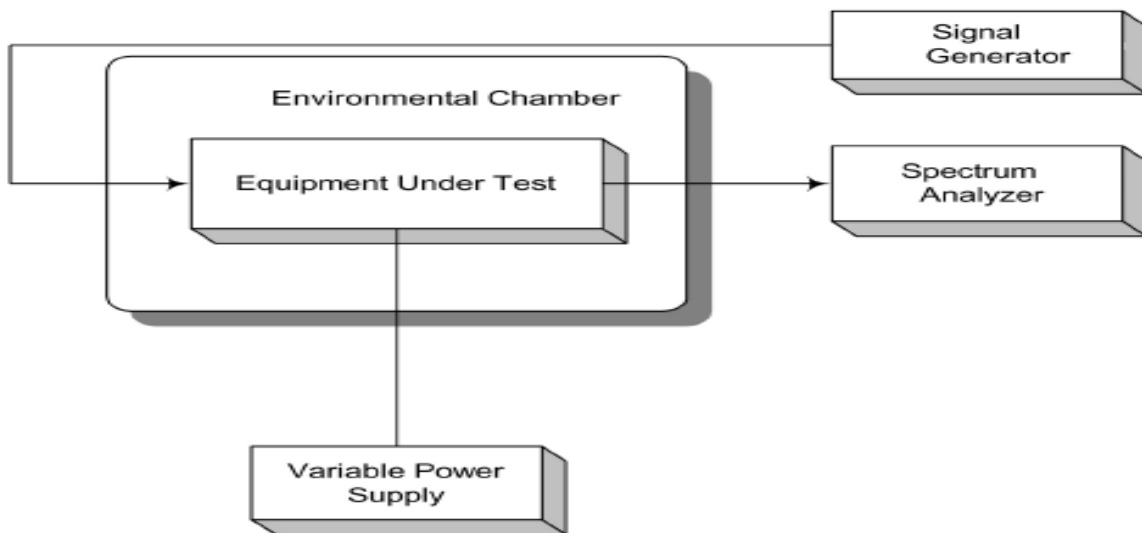 Signal
Generator
Environmental Chamber
Equipment Under Test
Spectrum
Analyzer
Variable Power
Supply